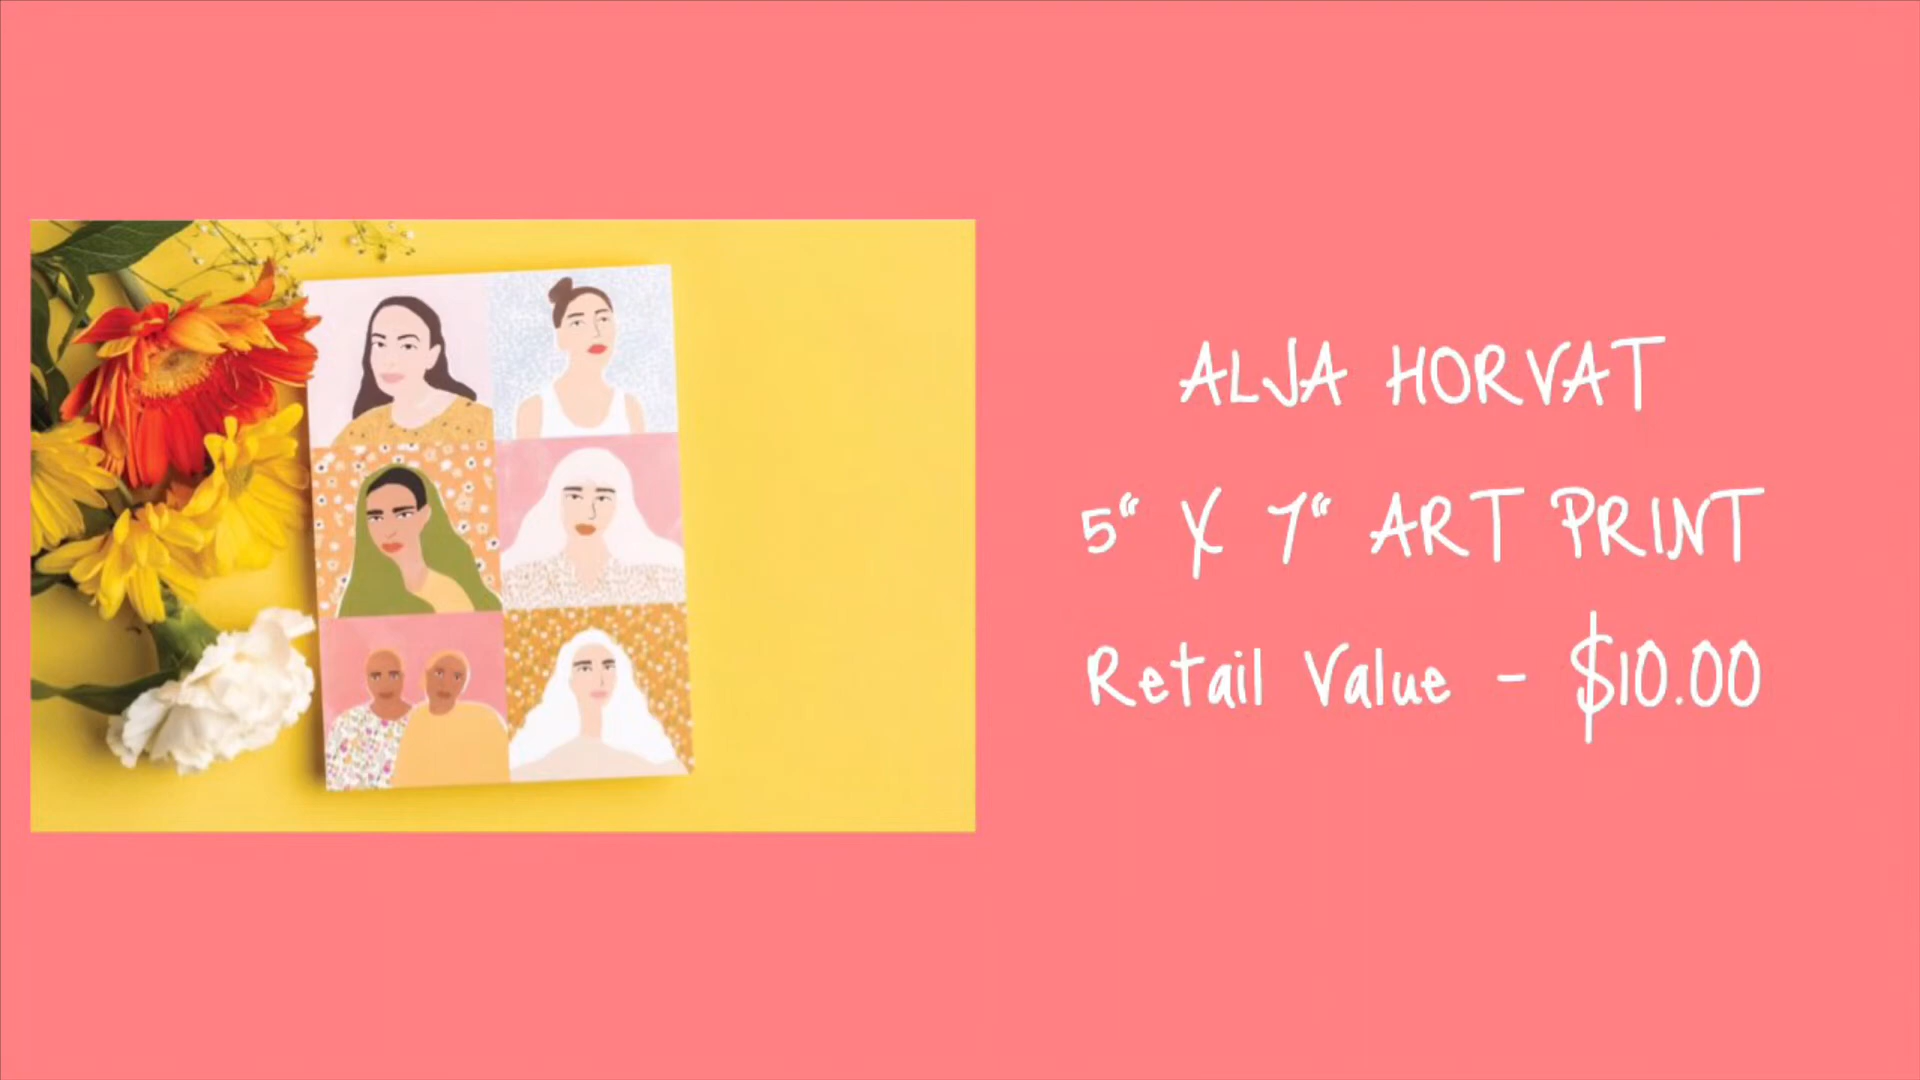 ALJA HORVAT
5" X 7" ART PRINT
Retail Value - $10.00